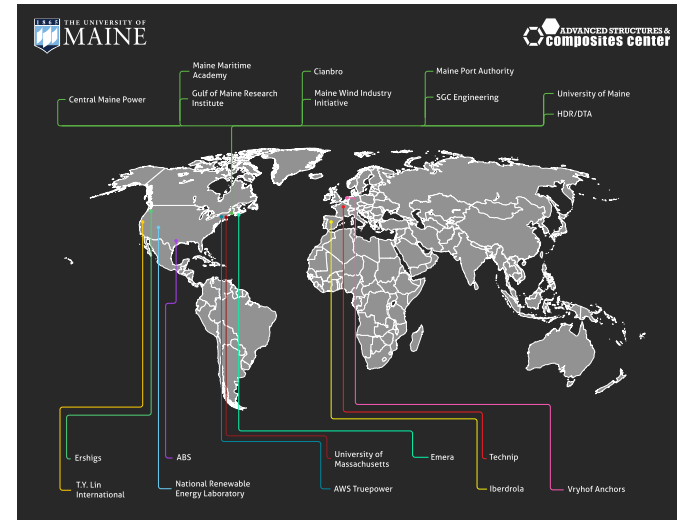 1865
THE UNIVERSITY OF
MAINE
ADVANCED STRUCTURES &
composites center
Maine Maritime
Academy
Cianbro
Maine Port Authority
Central Maine Power
Gulf of Maine Research
Institute
Maine Wind Industry
Initiative
SGC Engineering
University of Maine
HDR/DTA
Ershigs
ABS
University of
Massachusetts
Emera
Technip
T.Y. Lin
International
National Renewable
Energy Laboratory
AWS Truepower
Iberdrola
Vryhof Anchors